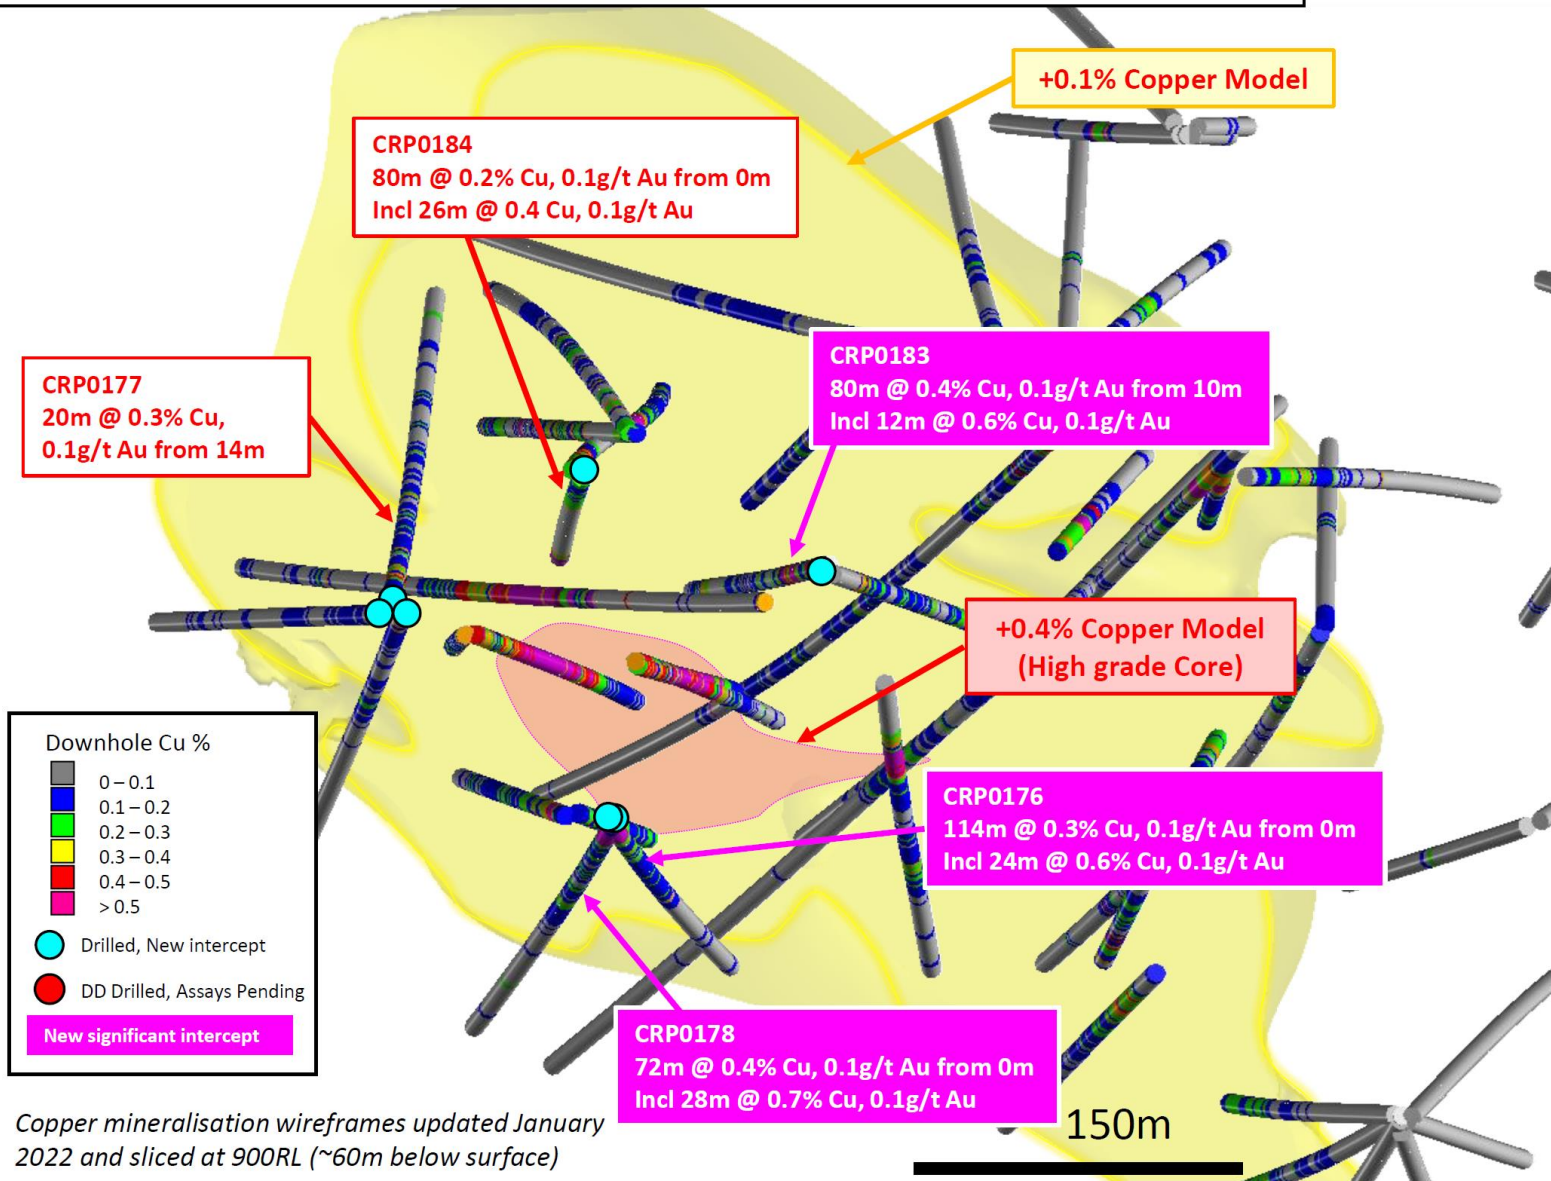 +0.1% Copper Model
CRP0184
80m @ 0.2% Cu, 0.1g/t Au from 0m
Incl 26m @ 0.4 Cu, 0.1g/t Au
CRP0183
80m @ 0.4% Cu, 0.1g/t Au from 10m
Incl 12m @ 0.6% Cu, 0.1g/t Au
CRP0177
20m @ 0.3% Cu,
0.1g/t Au from 14m
+0.4% Copper Model
(High grade Core)
Downhole Cu %
0 – 0.1
0.1 – 0.2
0.2 – 0.3
0.3 – 0.4
0.4 – 0.5
> 0.5
Drilled, New intercept
DD Drilled, Assays Pending
New significant intercept
CRP0176
114m @ 0.3% Cu, 0.1g/t Au from 0m
Incl 24m @ 0.6% Cu, 0.1g/t Au
CRP0178
72m @ 0.4% Cu, 0.1g/t Au from 0m
Incl 28m @ 0.7% Cu, 0.1g/t Au
150m
Copper mineralisation wireframes updated January
2022 and sliced at 900RL (~60m below surface)